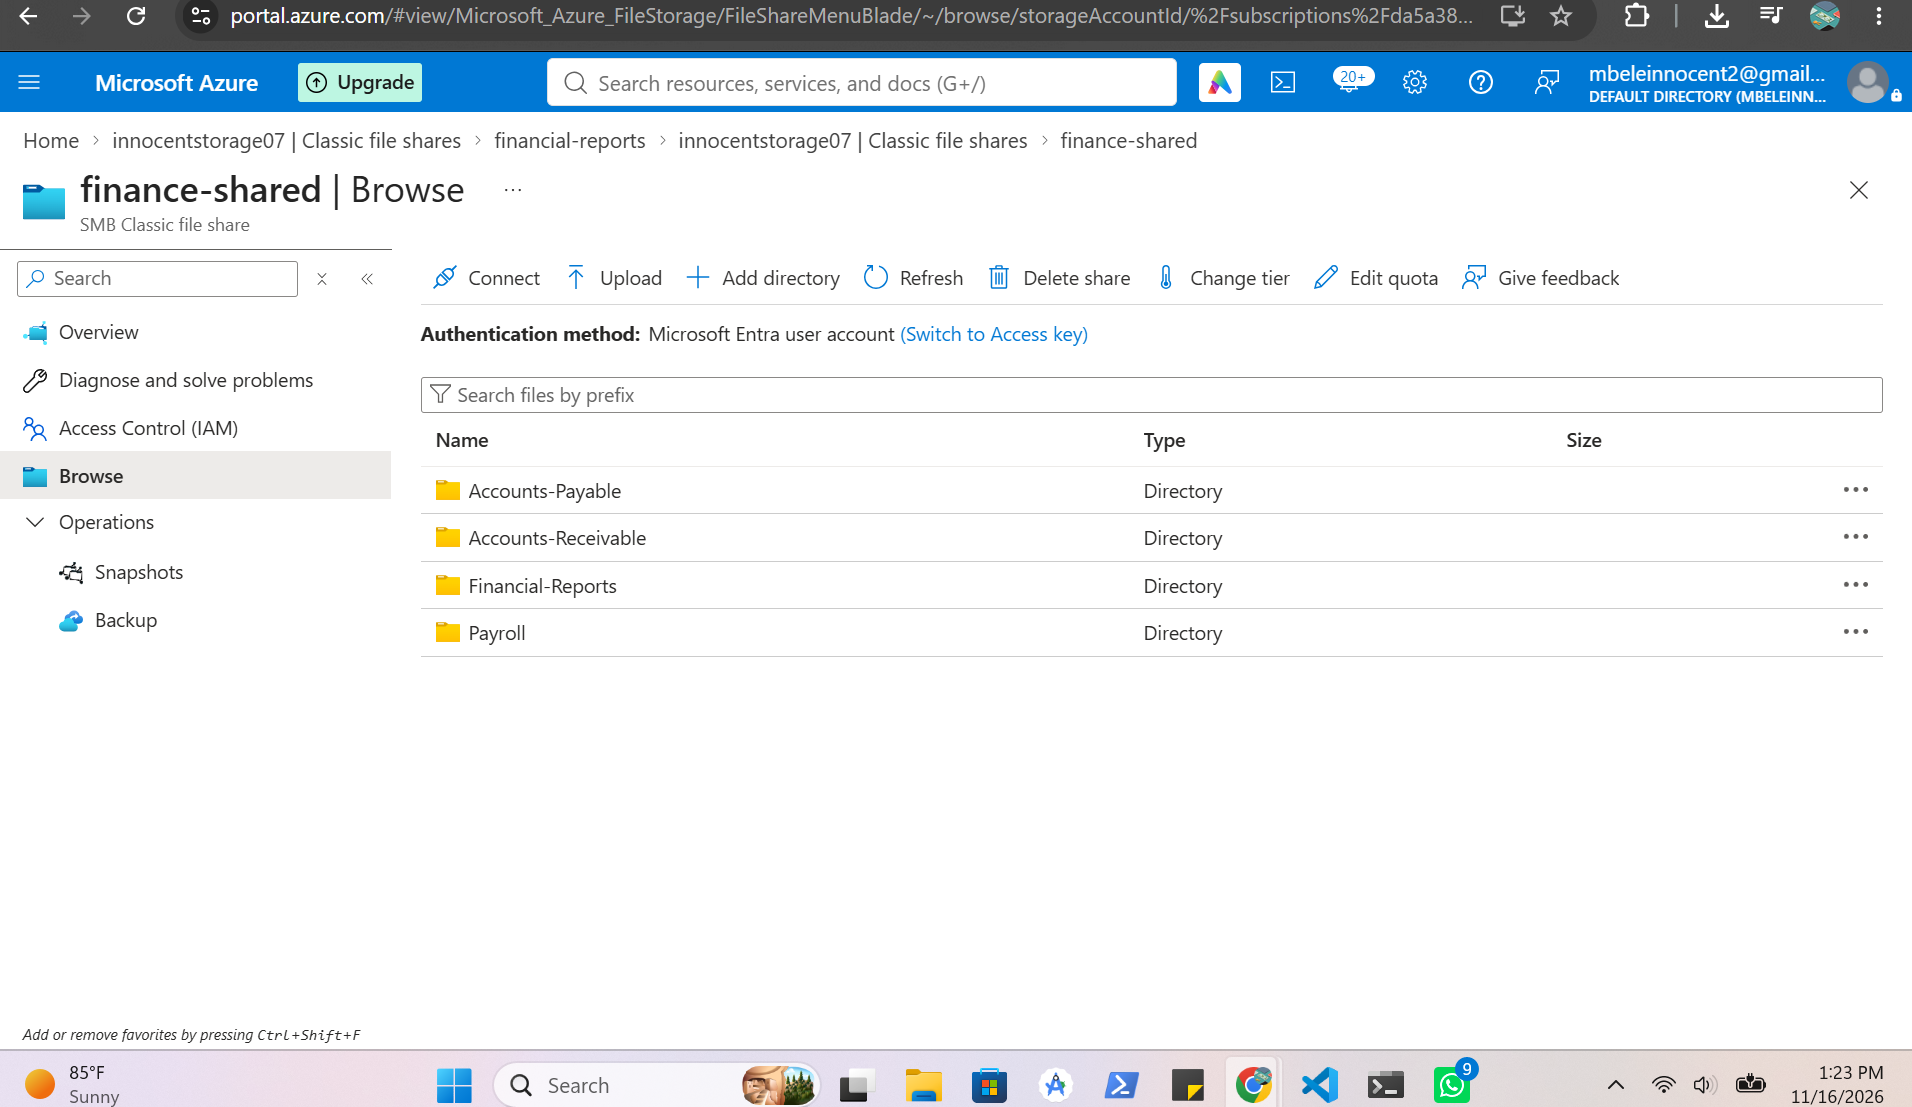 portal.azure.com/#view/Microsoft_Azure_FileStorage/FileShareMenuBlade/~/browse/storageAccountId/%2Fsubscriptions%2Fda5a38...
Microsoft Azure
Upgrade
Search resources, services, and docs (G+/)
20+
mbeleinnocent2@gmail...
DEFAULT DIRECTORY (MBELEINN...
Home > innocentstorage07 | Classic file shares > financial-reports > innocentstorage07 | Classic file shares > finance-shared
finance-shared | Browse ...
SMB Classic file share
Search
Connect Upload Add directory Refresh Delete share Change tier Edit quota Give feedback
Overview
Diagnose and solve problems
Access Control (IAM)
Browse
Operations
Snapshots
Backup
Authentication method: Microsoft Entra user account (Switch to Access key)
Search files by prefix
Name Type Size
Accounts-Payable Directory
Accounts-Receivable Directory
Financial-Reports Directory
Payroll Directory
Add or remove favorites by pressing Ctrl+Shift+F
85°F
Sunny
Search
9
1:23 PM
11/16/2026